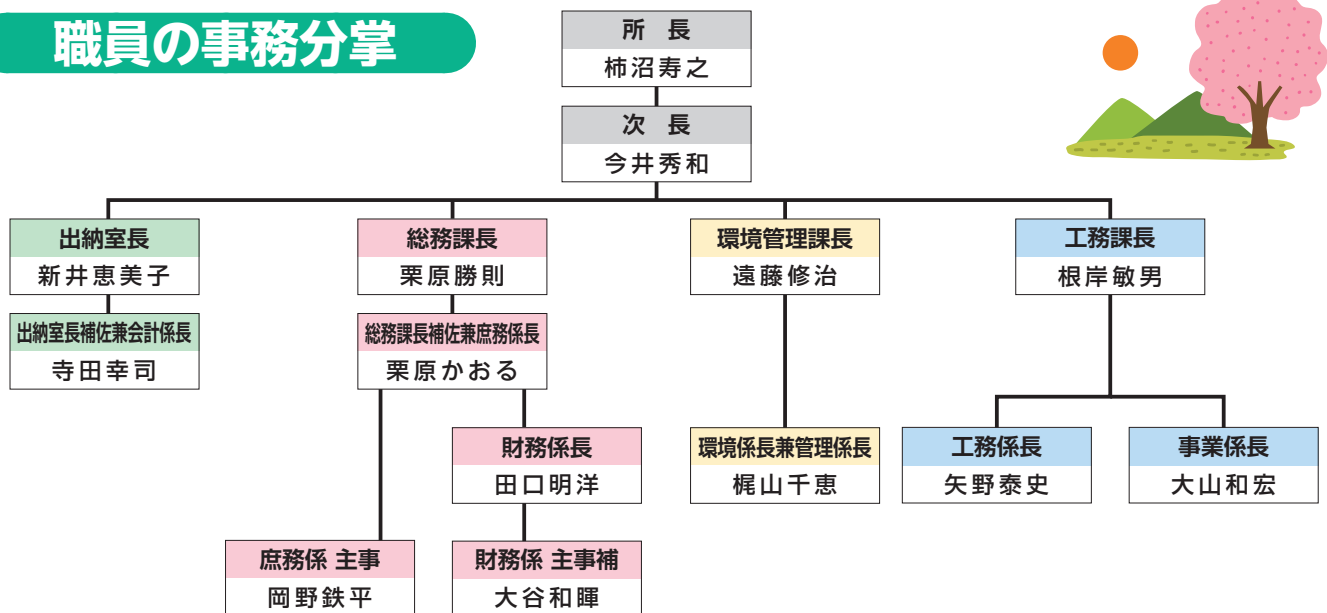 職員の事務分掌
所 長
柿沼寿之
次 長
今井秀和
出納室長
新井恵美子
総務課長
栗原勝則
環境管理課長
遠藤修治
工務課長
根岸敏男
出納室長補佐兼会計係長
寺田幸司
総務課長補佐兼庶務係長
栗原かおる
財務係長
田口明洋
環境係長兼管理係長
梶山千恵
工務係長
矢野泰史
事業係長
大山和宏
庶務係 主事
岡野鉄平
財務係 主事補
大谷和暉